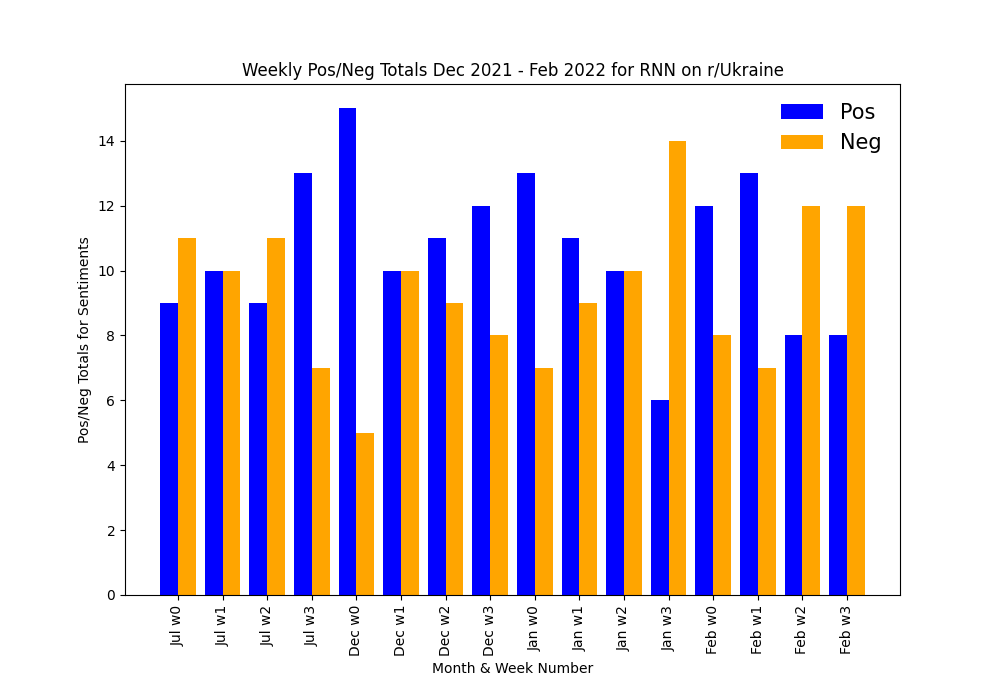 Weekly Pos/Neg Totals Dec 2021 - Feb 2022 for RNN on r/Ukraine
Pos
Neg
Pos/Neg Totals for Sentiments
14
12
10
8
6
4
2
0
Jul w0
Jul w1
Jul w2
Jul w3
Dec w0
Dec w1
Dec w2
Dec w3
Jan w0
Jan w1
Jan w2
Jan w3
Feb w0
Feb w1
Feb w2
Feb w3
Month & Week Number